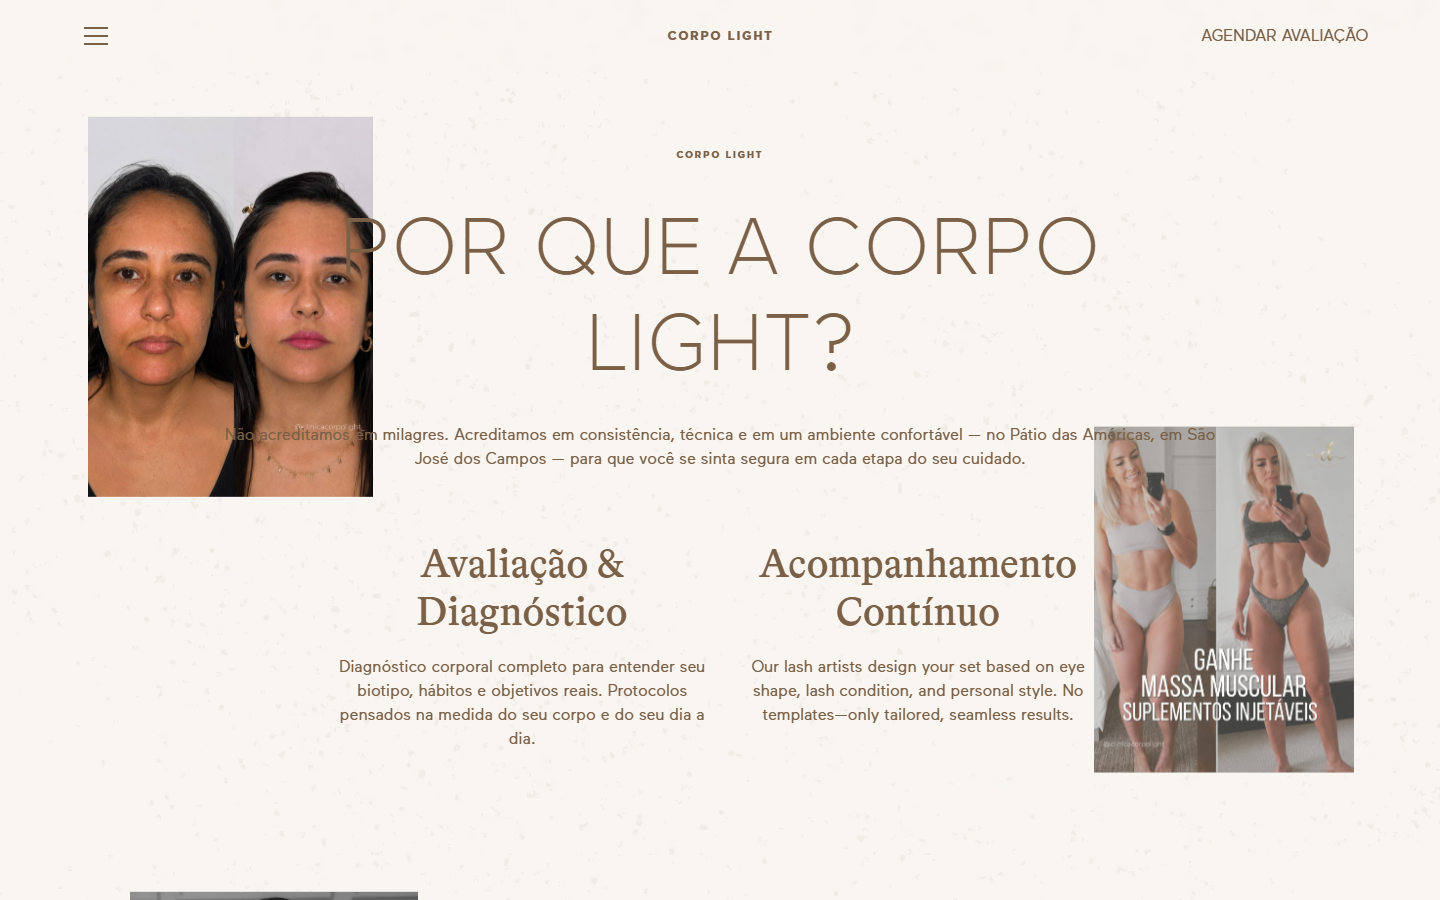 CORPO LIGHT
AGENDAR AVALIAÇÃO
CORPO LIGHT
POR QUE A CORPO
LIGHT?
@clinicacorpolight
Não acreditamos em milagres. Acreditamos em consistência, técnica e em um ambiente confortável — no Pátio das Américas, em São
José dos Campos — para que você se sinta segura em cada etapa do seu cuidado.
Avaliação &
Diagnóstico
Diagnóstico corporal completo para entender seu
biotipo, hábitos e objetivos reais. Protocolos
pensados na medida do seu corpo e do seu dia a
dia.
Acompanhamento
Contínuo
Our lash artists design your set based on eye
shape, lash condition, and personal style. No
templates—only tailored, seamless results.
GANHE
MASSA MUSCULAR
SUPLEMENTOS INJETÁVEIS
@clinicacorpolight